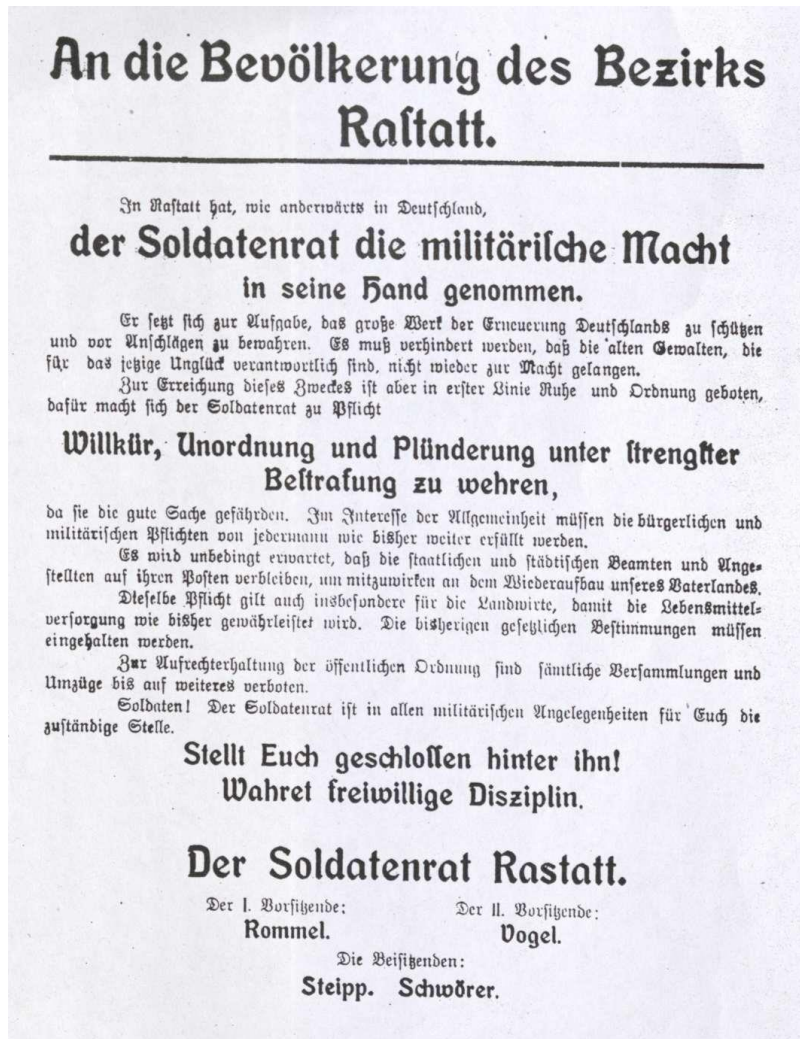 An die Bevölkerung des Bezirks
Raſtatt.
In Raſtatt hat, wie anderwärts in Deutſchland,
der Soldatenrat die militäriſche Macht
in seine Hand genommen.
Er ſetzt ſich zur Aufgabe, das große Werk der Erneuerung Deutſchlands zu ſchützen
und vor Anſchlägen zu bewahren. Es muß verhindert werden, daß die alten Gewalten, die
für das jetzige Unglück verantwortlich ſind, nicht wieder zur Macht gelangen.
Zur Erreichung dieſes Zweckes iſt aber in erſter Linie Ruhe und Ordnung geboten,
dafür macht ſich der Soldatenrat zu Pflicht
Willkür, Unordnung und Plünderung unter ſtrengſter
Beſtrafung zu wehren,
da ſie die gute Sache gefährden. Im Intereſſe der Allgemeinheit müſſen die bürgerlichen und
militäriſchen Pflichten von jedermann wie bisher weiter erfüllt werden.
Es wird unbedingt erwartet, daß die ſtaatlichen und ſtädtiſchen Beamten und Ange-
ſtellten auf ihren Poſten verbleiben, um mitzuwirken an dem Wiederaufbau unſeres Vaterlandes.
Dieſelbe Pflicht gilt auch insbeſondere für die Landwirte, damit die Lebensmittel-
verſorgung wie bisher gewährleiſtet wird. Die bisherigen geſetzlichen Beſtimmungen müſſen
eingehalten werden.
Zur Aufrechterhaltung der öffentlichen Ordnung ſind ſämtliche Verſammlungen und
Umzüge bis auf weiteres verboten.
Soldaten! Der Soldatenrat iſt in allen militäriſchen Angelegenheiten für Euch die
zuſtändige Stelle.
Stellt Euch geſchloſſen hinter ihn!
Wahret freiwillige Disziplin.
Der Soldatenrat Rastatt.
Der I. Vorſitzende: Der II. Vorſitzende:
Rommel. Vogel.
Die Beiſitzenden:
Steipp. Schwörer.